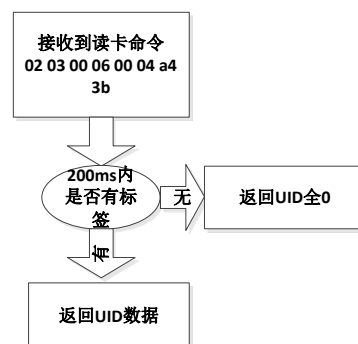 接收到读卡命令
02 03 00 06 00 04 a4
3b
200ms内
是否有标
签
无
返回UID全0
有
返回UID数据